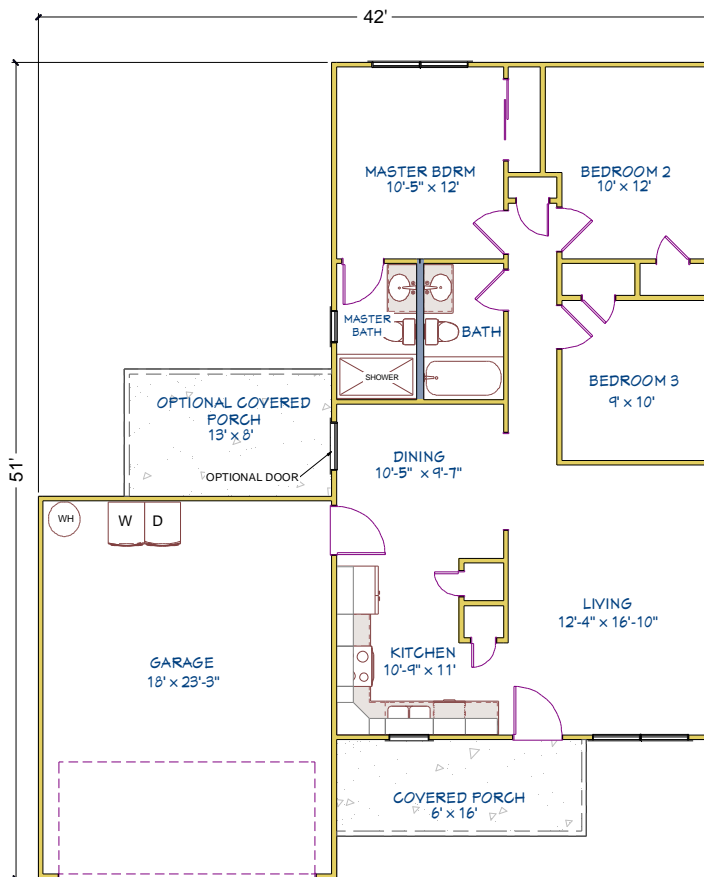 42'
51'
MASTER BDRM
10'-5" x 12'
BEDROOM 2
10' x 12'
MASTER
BATH
BATH
SHOWER
BEDROOM 3
9' x 10'
OPTIONAL COVERED
PORCH
13' x 8'
OPTIONAL DOOR
DINING
10'-5" x 9'-7"
WH
W
D
GARAGE
18' x 23'-3"
KITCHEN
10'-9" x 11'
LIVING
12'-4" x 16'-10"
COVERED PORCH
6' x 16'